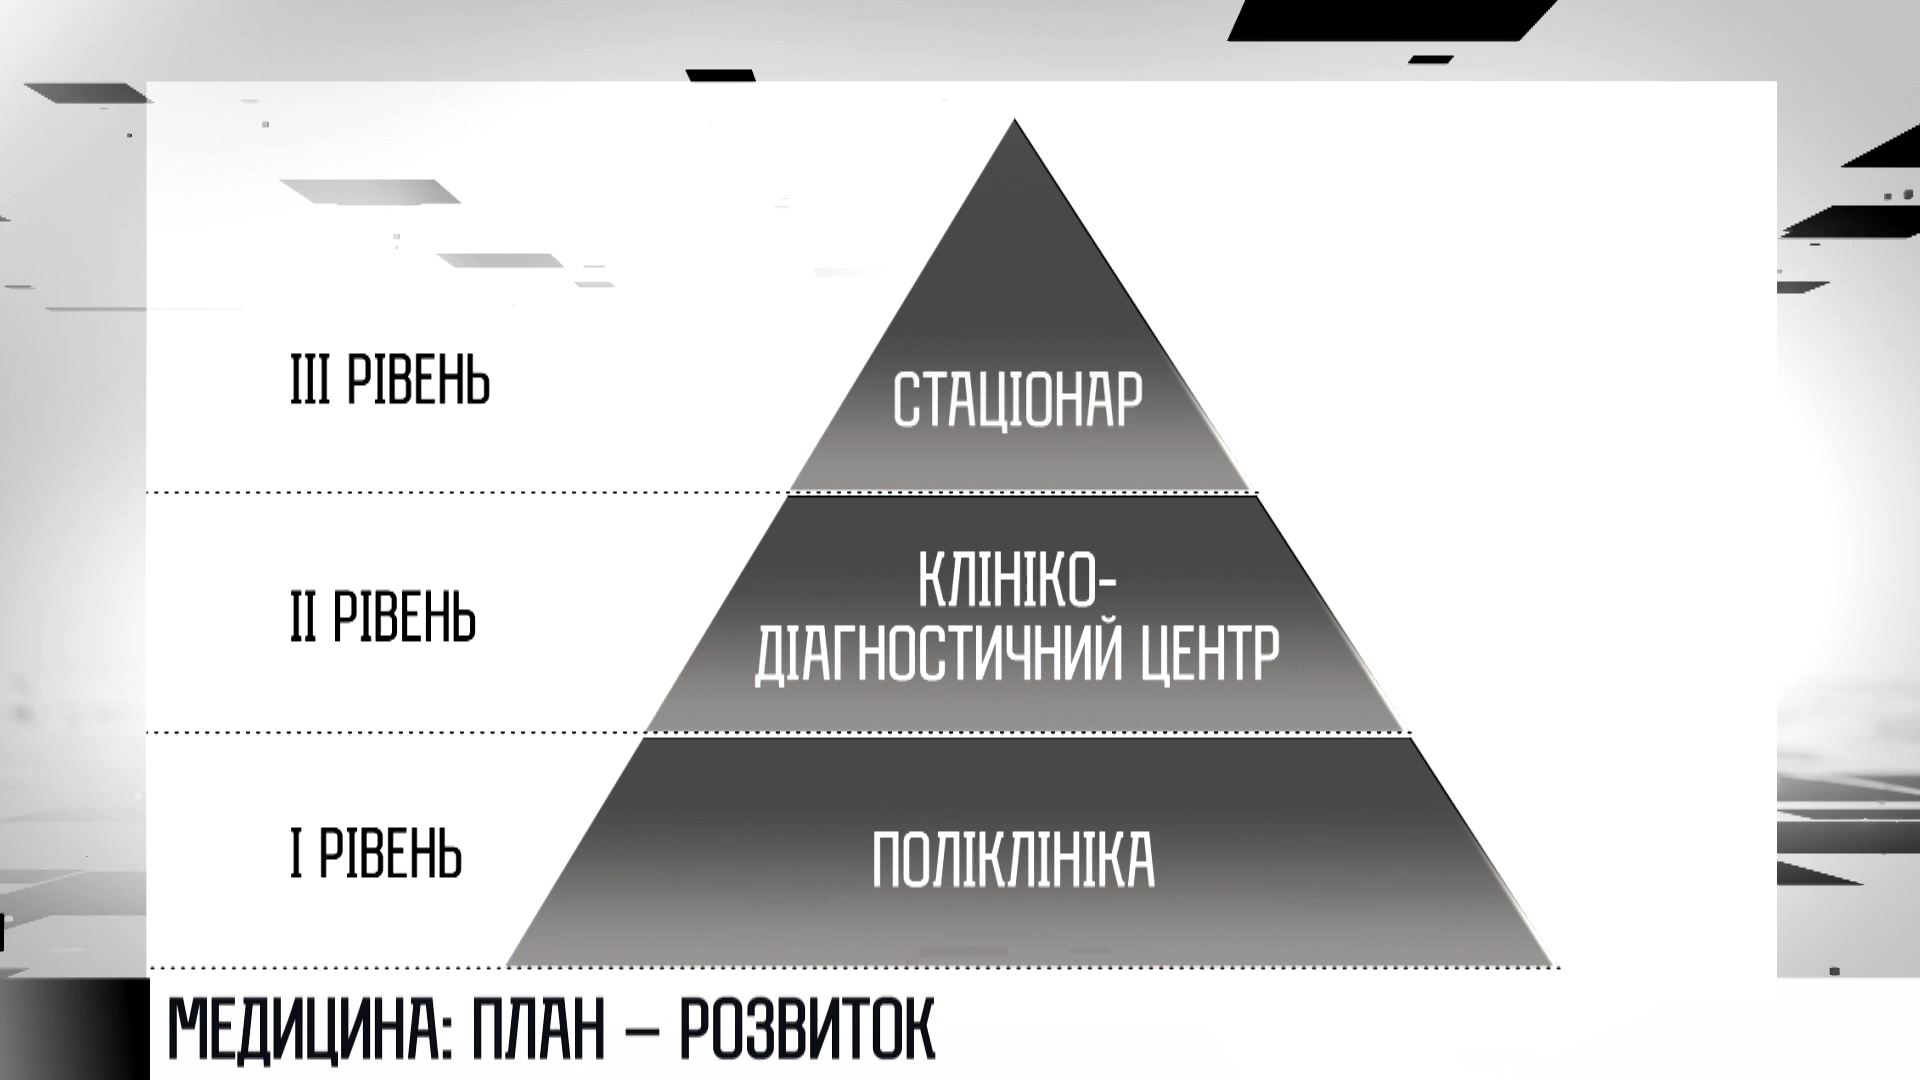 III РІВЕНЬ
СТАЦІОНАР
II РІВЕНЬ
КЛІНІКО-
ДІАГНОСТИЧНИЙ ЦЕНТР
I РІВЕНЬ
ПОЛІКЛІНІКА
МЕДИЦИНА: ПЛАН – РОЗВИТОК